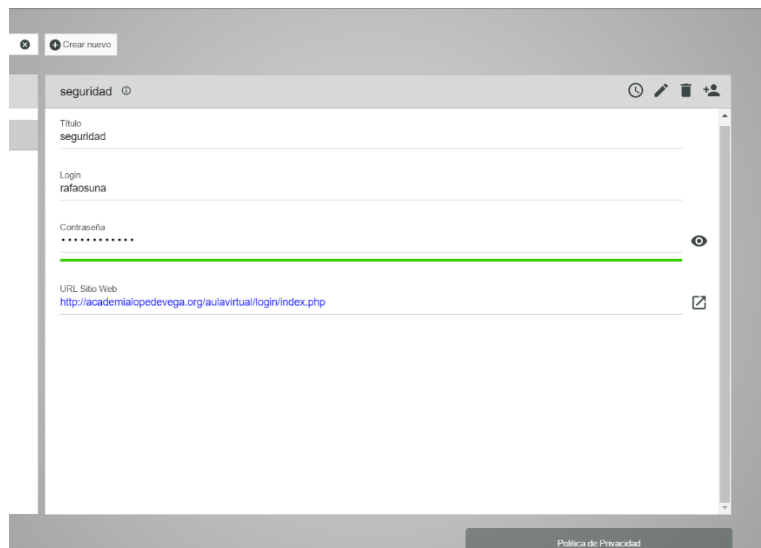 Crear nuevo
seguridad
Título
seguridad
Login
rafaosuna
Contraseña
••••••••••••
URL Sitio Web
http://academialopedevega.org/aulavirtual/login/index.php
Política de Privacidad